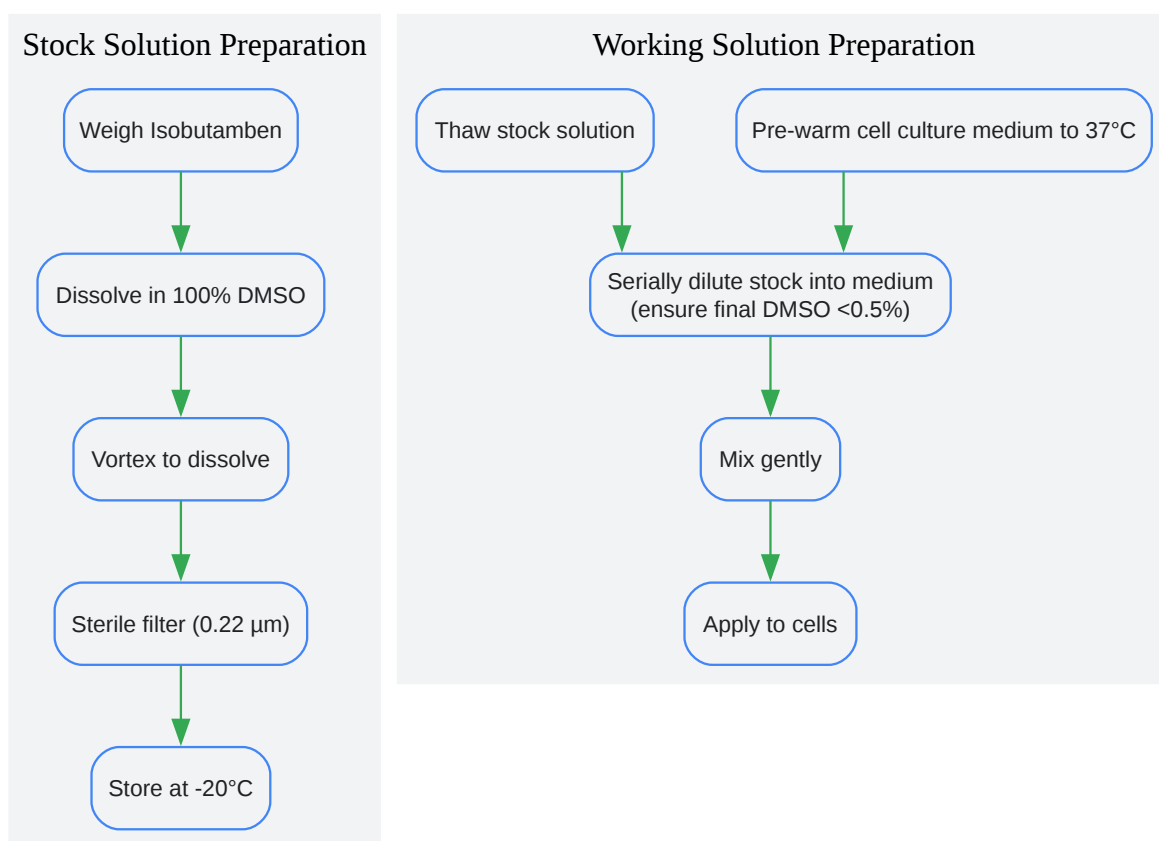 Stock Solution Preparation
Weigh Isobutamben
Dissolve in 100% DMSO
Vortex to dissolve
Sterile filter (0.22 µm)
Store at -20°C
Working Solution Preparation
Thaw stock solution
Pre-warm cell culture medium to 37°C
Serially dilute stock into medium
(ensure final DMSO <0.5%)
Mix gently
Apply to cells